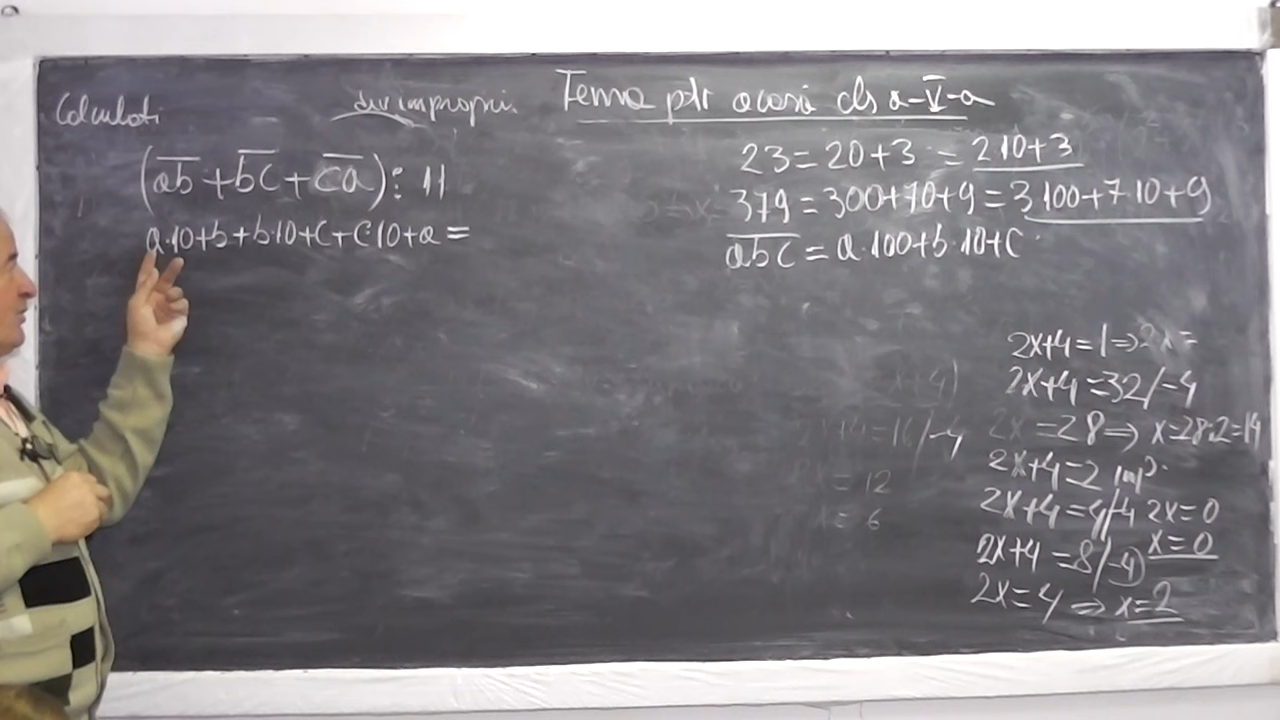 Tema ptr acasă cls a-V-a
Calculati
div improprii.
(ab̅ + bc̅ + ca̅) ⋮ 11
a·10+b+b·10+c+c·10+a=
23=20+3=2·10+3
379=300+70+9=3·100+7·10+9
abc̅ = a·100+b·10+c
2x+4=1⇒2x=
2x+4=32/-4
2x=28⇒x=28:2=14
2x+4=2 imp.
2x+4=4/-4 2x=0
x=0
2x+4=8/-4)
2x=4⇒x=2
x+4)
=16/-4
2x=12
x=6